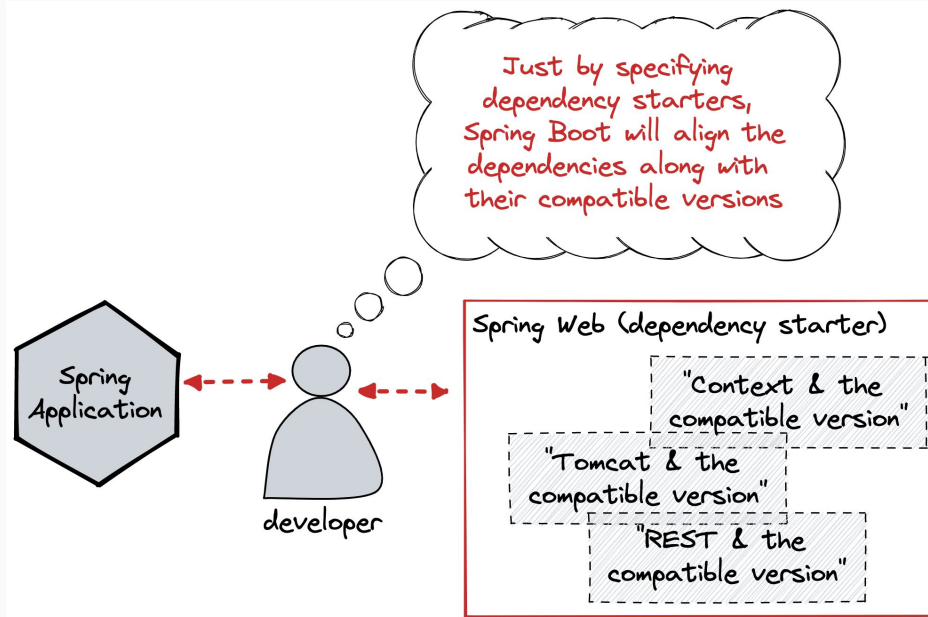 Just by specifying
dependency starters,
Spring Boot will align the
dependencies along with
their compatible versions
Spring
Application
developer
Spring Web (dependency starter)
"Context & the
compatible version"
"Tomcat & the
compatible version"
"REST & the
compatible version"